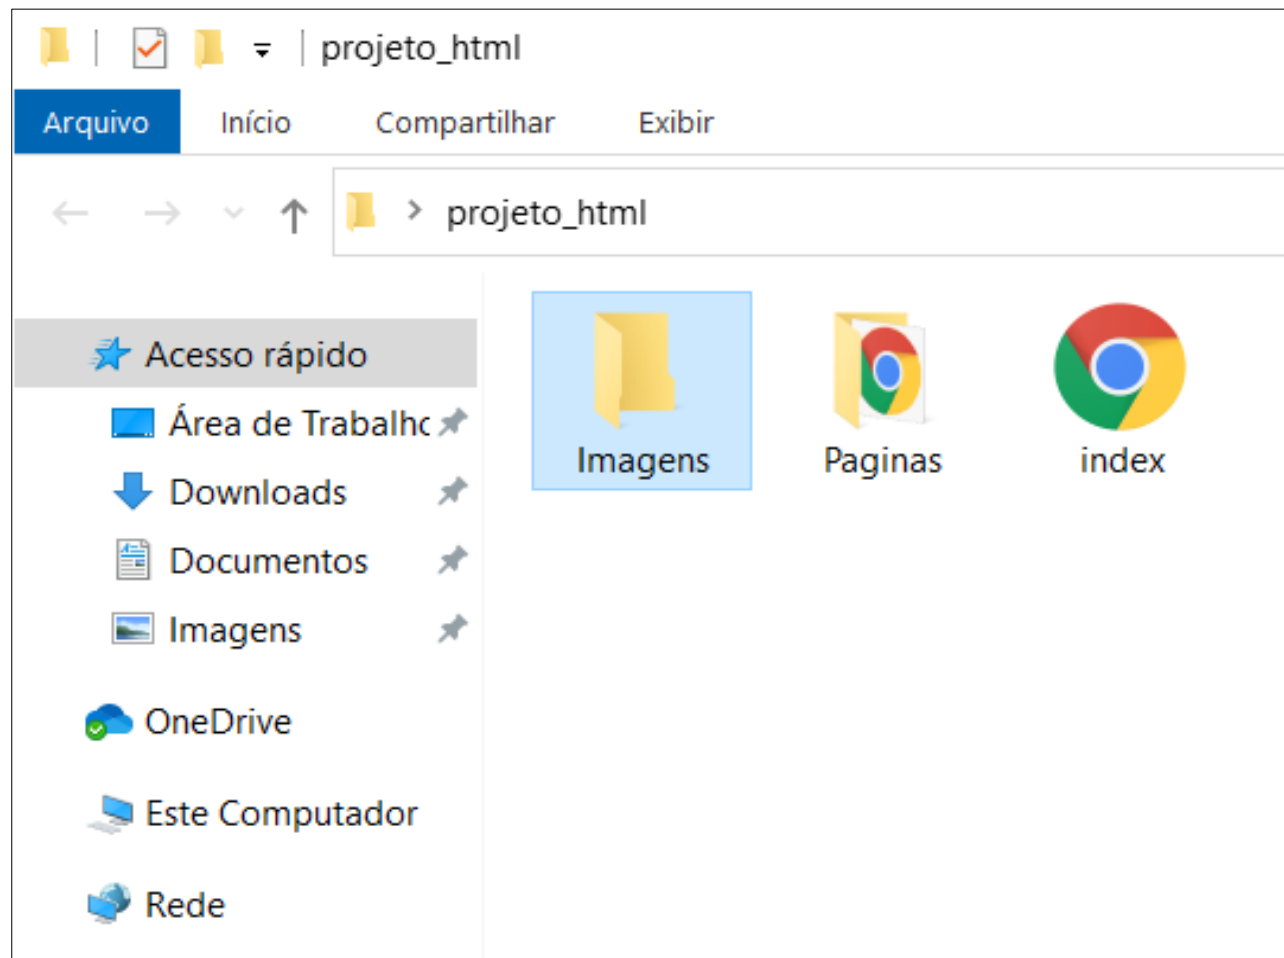 projeto_html
Arquivo Início Compartilhar Exibir
projeto_html
Acesso rápido
Área de Trabalho
Downloads
Documentos
Imagens
OneDrive
Este Computador
Rede
Imagens Paginas index